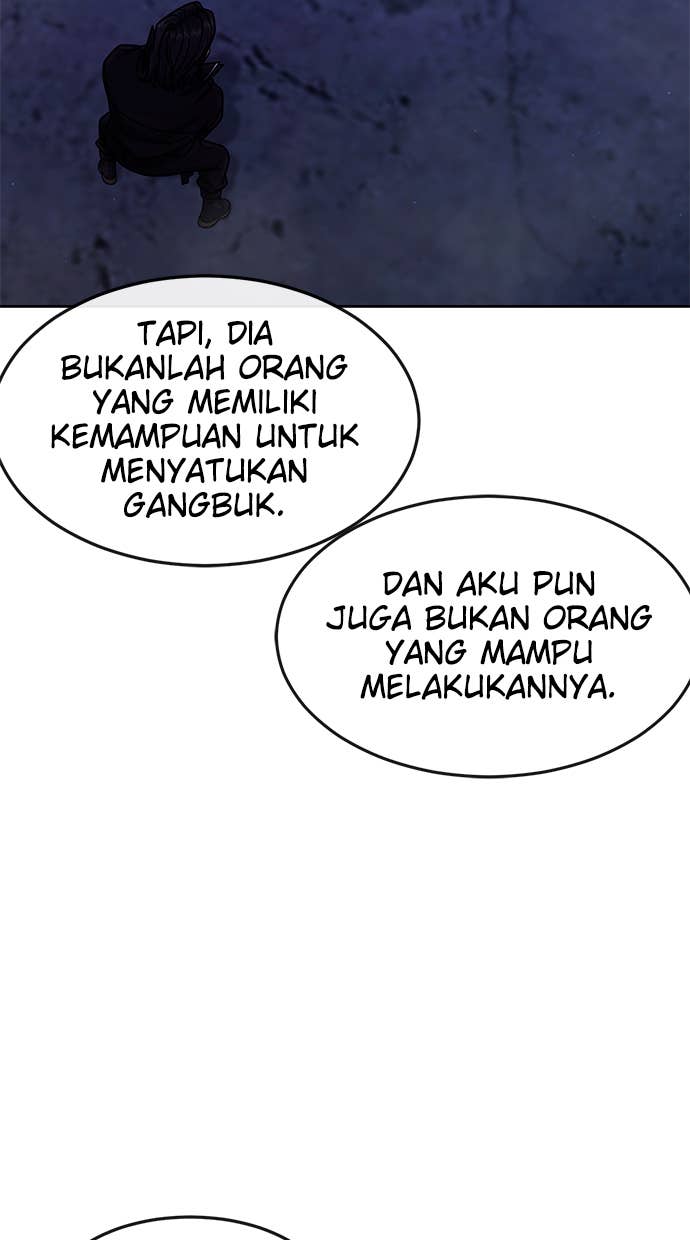 TAPI, DIA
BUKANLAH ORANG
YANG MEMILIKI
KEMAMPUAN UNTUK
MENYATUKAN
GANGBUK.
DAN AKU PUN
JUGA BUKAN ORANG
YANG MAMPU
MELAKUKANNYA.